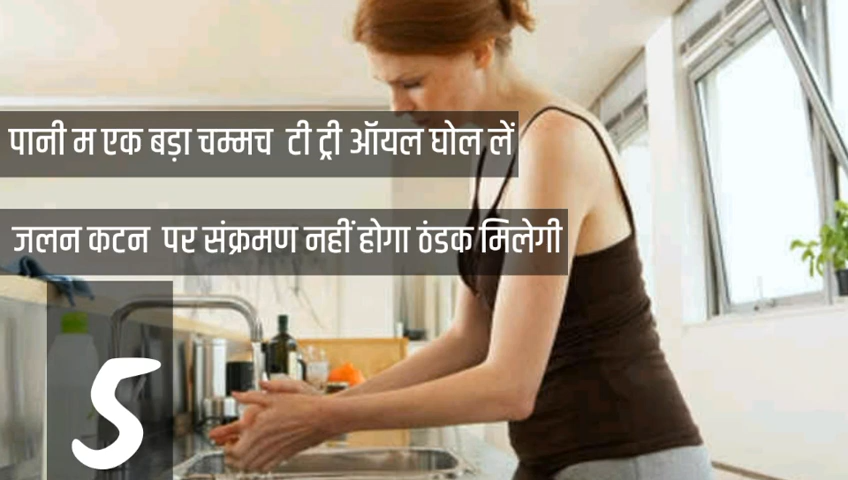 पानी म एक बड़ा चम्मच टी ट्री ऑयल घोल लें
जलन कटन पर संक्रमण नहीं होगा ठंडक मिलेगी
5